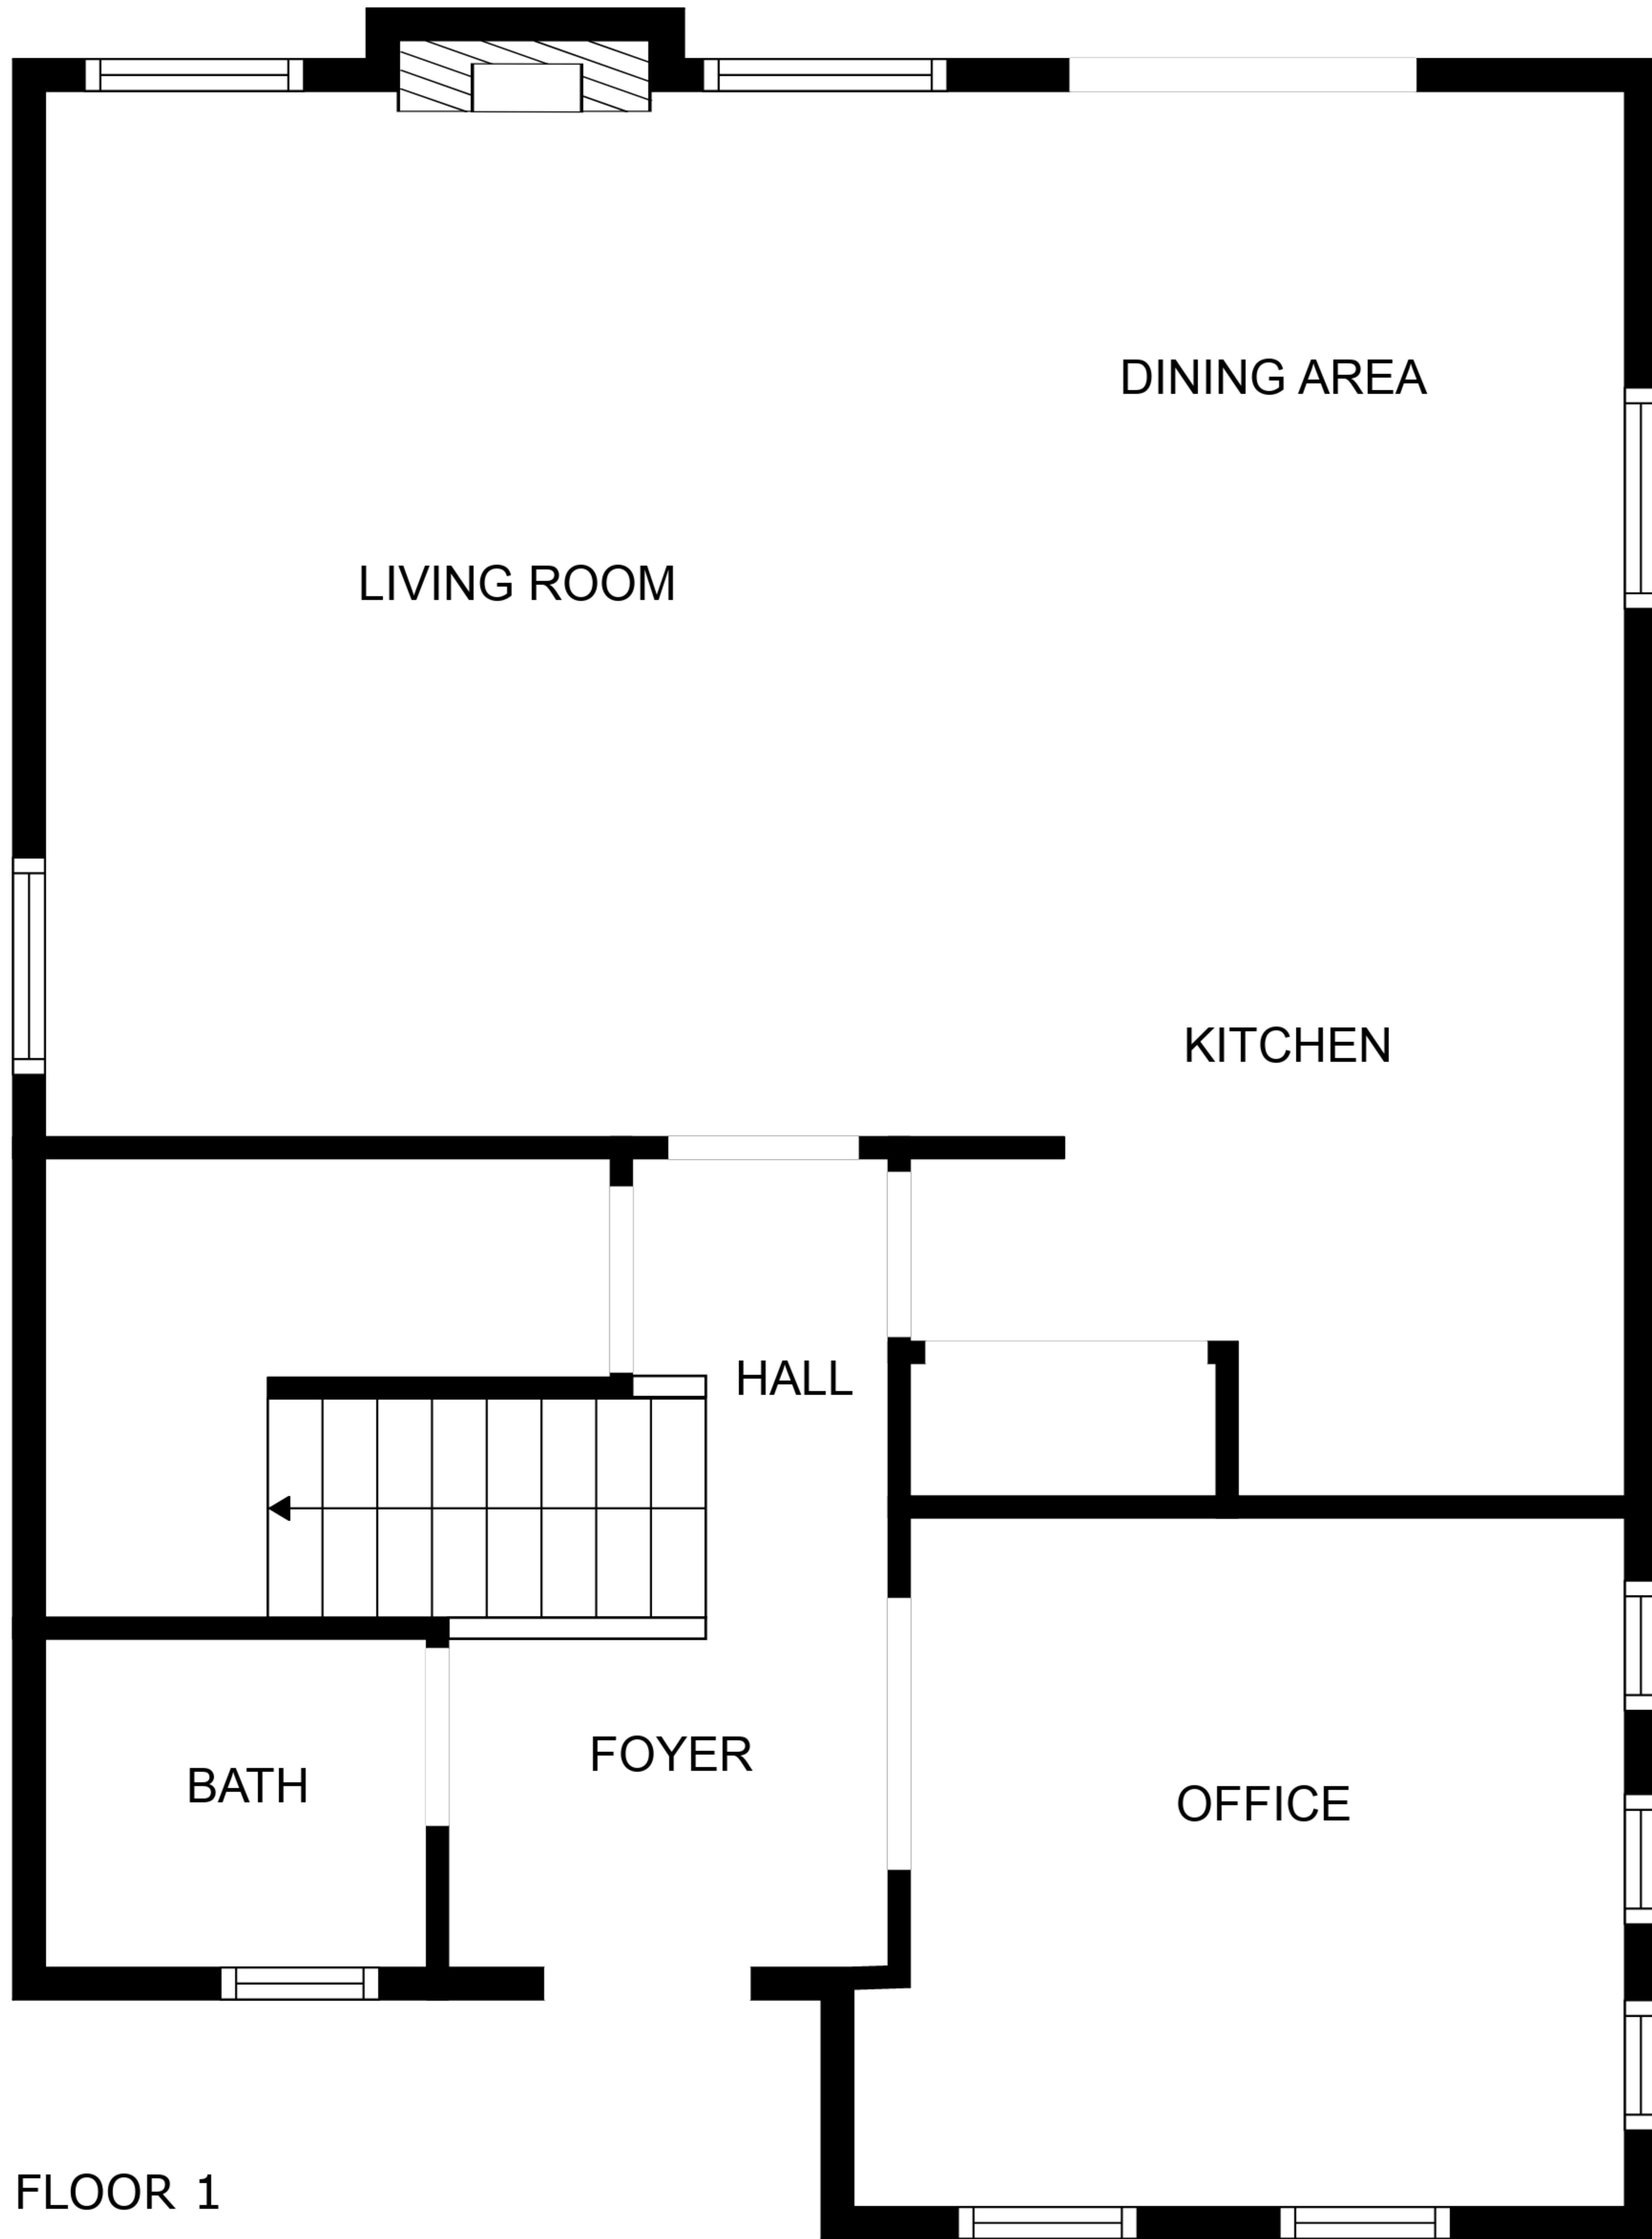 DINING AREA
LIVING ROOM
KITCHEN
HALL
FOYER
BATH
OFFICE
FLOOR 1